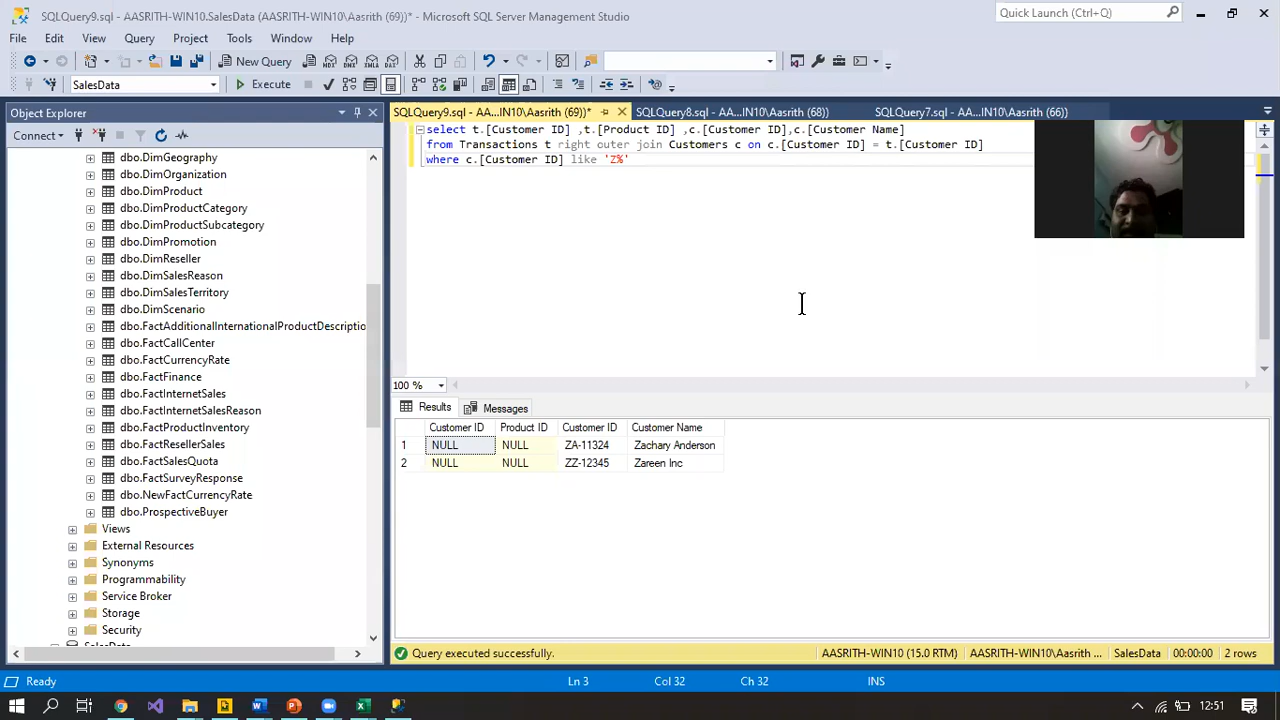 SQLQuery9.sql - AASRITH-WIN10.SalesData (AASRITH-WIN10\Aasrith (69))* - Microsoft SQL Server Management Studio
Quick Launch (Ctrl+Q)
File Edit View Query Project Tools Window Help
New Query
MDX DMX XMLA DAX
SalesData Execute
Object Explorer
SQLQuery9.sql - AA...IN10\Aasrith (69))* SQLQuery8.sql - AA...IN10\Aasrith (68)) SQLQuery7.sql - AA...IN10\Aasrith (66))
Connect
dbo.DimGeography
dbo.DimOrganization
dbo.DimProduct
dbo.DimProductCategory
dbo.DimProductSubcategory
dbo.DimPromotion
dbo.DimReseller
dbo.DimSalesReason
dbo.DimSalesTerritory
dbo.DimScenario
dbo.FactAdditionalInternationalProductDescriptio
dbo.FactCallCenter
dbo.FactCurrencyRate
dbo.FactFinance
dbo.FactInternetSales
dbo.FactInternetSalesReason
dbo.FactProductInventory
dbo.FactResellerSales
dbo.FactSalesQuota
dbo.FactSurveyResponse
dbo.NewFactCurrencyRate
dbo.ProspectiveBuyer
Views
External Resources
Synonyms
Programmability
Service Broker
Storage
Security
SalesData
select t.[Customer ID] ,t.[Product ID] ,c.[Customer ID],c.[Customer Name]
from Transactions t right outer join Customers c on c.[Customer ID] = t.[Customer ID]
where c.[Customer ID] like 'Z%'
100 %
Results Messages
Customer ID Product ID Customer ID Customer Name
1 NULL NULL ZA-11324 Zachary Anderson
2 NULL NULL ZZ-12345 Zareen Inc
Query executed successfully. AASRITH-WIN10 (15.0 RTM) AASRITH-WIN10\Aasrith ... SalesData 00:00:00 2 rows
Ready Ln 3 Col 32 Ch 32 INS
12:51